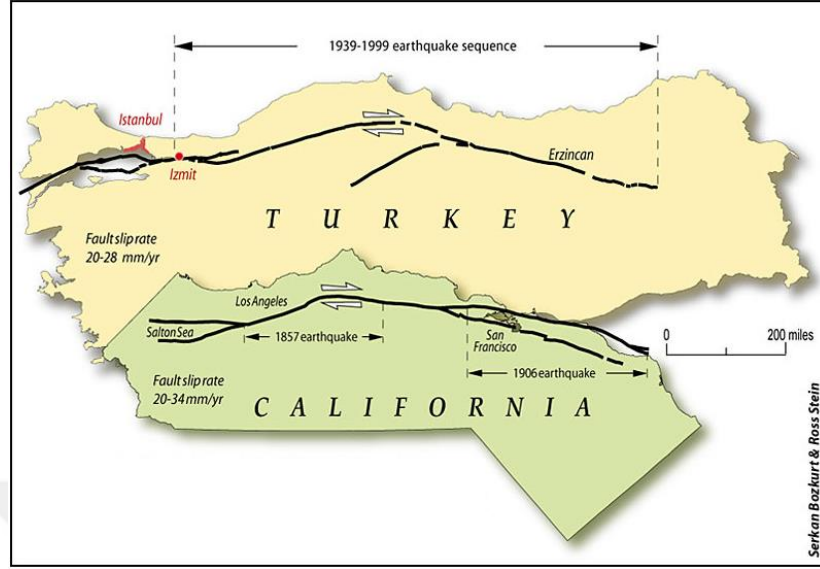 1939-1999 earthquake sequence
Istanbul
Izmit
Erzincan
TURKEY
Fault slip rate
20-28 mm/yr
Los Angeles
Salton Sea
1857 earthquake
San
Francisco
0
200 miles
1906 earthquake
Fault slip rate
20-34 mm/yr
CALIFORNIA
Serkan Bozkurt & Ross Stein